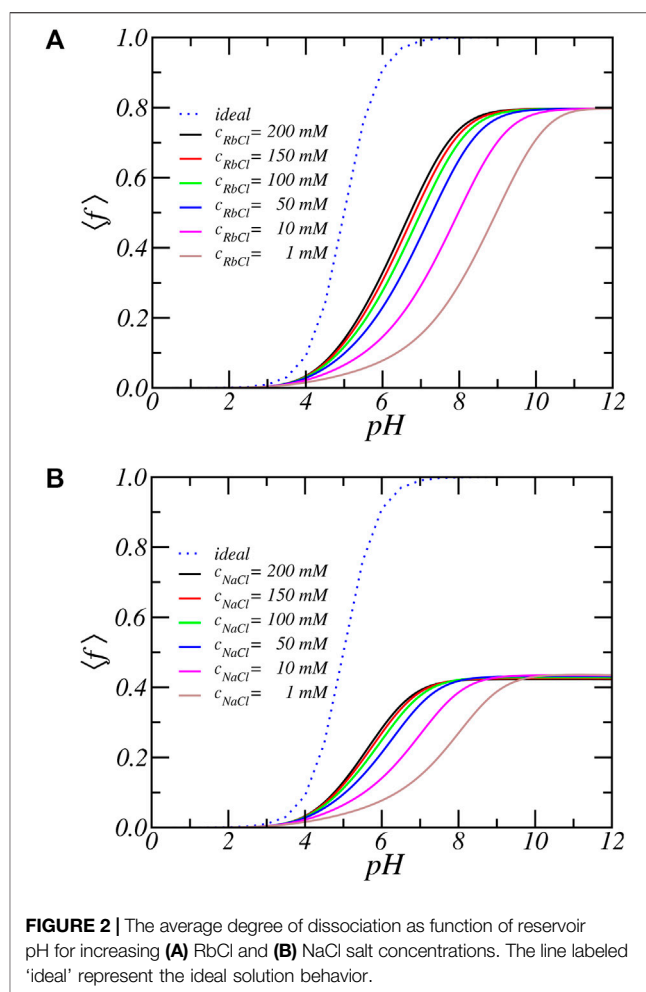 A
1.0
0.8
0.6
0.4
0.2
0.0
⟨f⟩
ideal
c_RbCl = 200 mM
c_RbCl = 150 mM
c_RbCl = 100 mM
c_RbCl = 50 mM
c_RbCl = 10 mM
c_RbCl = 1 mM
0 2 4 6 8 10 12
pH
B
1.0
0.8
0.6
0.4
0.2
0.0
⟨f⟩
ideal
c_NaCl = 200 mM
c_NaCl = 150 mM
c_NaCl = 100 mM
c_NaCl = 50 mM
c_NaCl = 10 mM
c_NaCl = 1 mM
0 2 4 6 8 10 12
pH
FIGURE 2 | The average degree of dissociation as function of reservoir
pH for increasing (A) RbCl and (B) NaCl salt concentrations. The line labeled
‘ideal’ represent the ideal solution behavior.